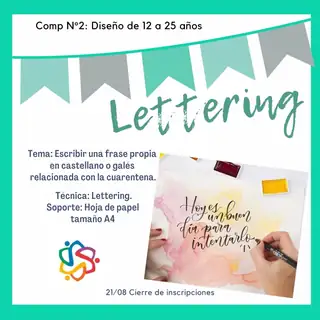 Comp Nº2: Diseño de 12 a 25 años
Lettering
Tema: Escribir una frase propia
en castellano o galés
relacionada con la cuarentena.
Técnica: Lettering.
Soporte: Hoja de papel
tamaño A4
Hoy es
un buen
día para
intentarlo
21/08 Cierre de inscripciones